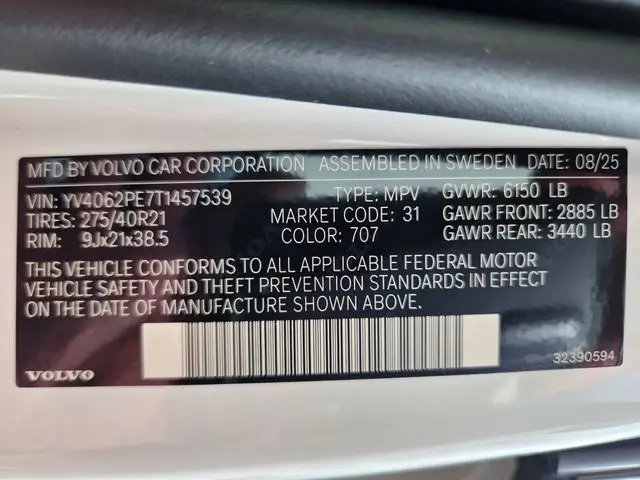 MFD BY VOLVO CAR CORPORATION ASSEMBLED IN SWEDEN DATE: 08/25
VIN: YV4062PE7T1457539 TYPE: MPV GVWR: 6150 LB
TIRES: 275/40R21 MARKET CODE: 31 GAWR FRONT: 2885 LB
RIM: 9Jx21x38.5 COLOR: 707 GAWR REAR: 3440 LB
THIS VEHICLE CONFORMS TO ALL APPLICABLE FEDERAL MOTOR
VEHICLE SAFETY AND THEFT PREVENTION STANDARDS IN EFFECT
ON THE DATE OF MANUFACTURE SHOWN ABOVE.
VOLVO 32390594